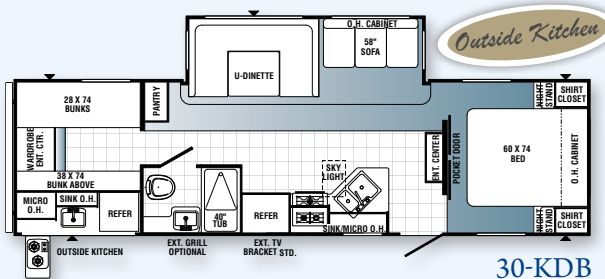 Outside Kitchen
O.H. CABINET
58"
SOFA
U-DINETTE
28 X 74
BUNKS
PANTRY
NIGHT
STAND
SHIRT
CLOSET
WARDROBE
ENT. CTR.
ENT. CENTER
POCKET DOOR
60 X 74
BED
O.H. CABINET
SKY
LIGHT
38 X 74
BUNK ABOVE
MICRO
O.H.
SINK O.H.
REFER
40"
TUB
REFER
SINK/MICRO O.H.
NIGHT
STAND
SHIRT
CLOSET
OUTSIDE KITCHEN
EXT. GRILL
OPTIONAL
EXT. TV
BRACKET STD.
30-KDB